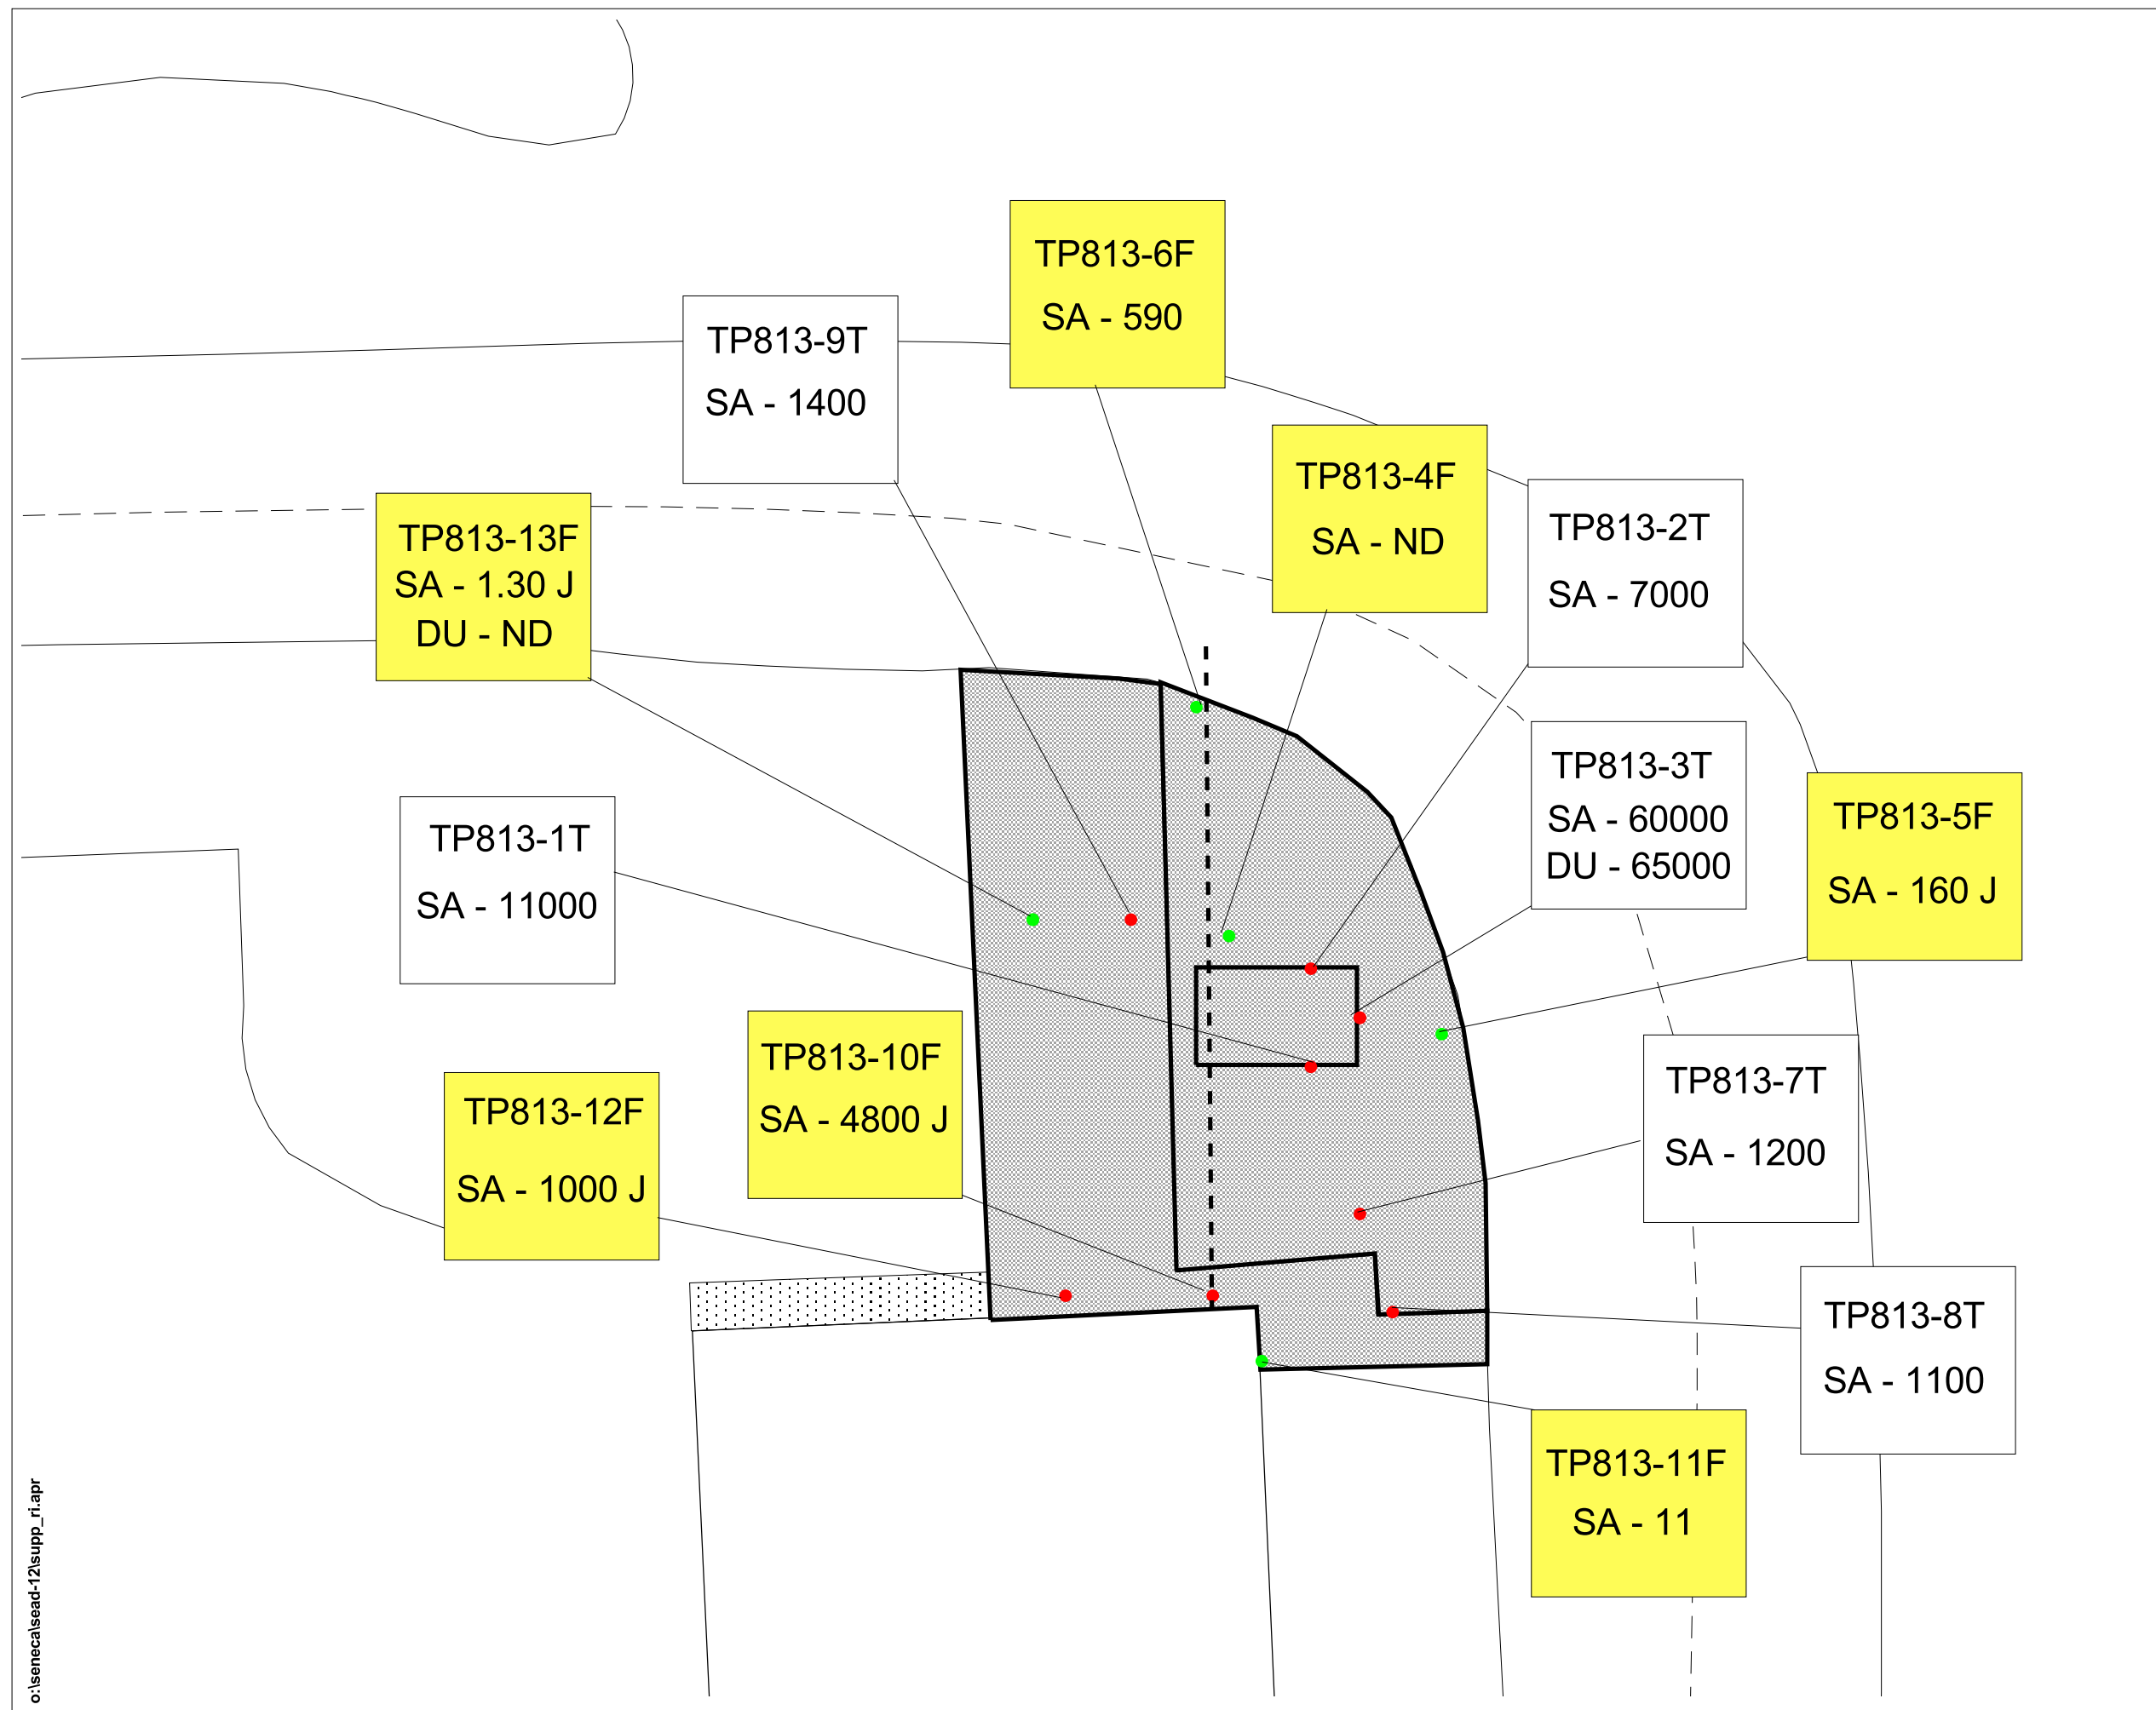 TP813-6F
SA - 590
TP813-9T
SA - 1400
TP813-4F
SA - ND
TP813-2T
SA - 7000
TP813-13F
SA - 1.30 J
DU - ND
TP813-3T
SA - 60000
DU - 65000
TP813-5F
SA - 160 J
TP813-1T
SA - 11000
TP813-10F
SA - 4800 J
TP813-7T
SA - 1200
TP813-12F
SA - 1000 J
TP813-8T
SA - 1100
TP813-11F
SA - 11
o:\seneca\sead-12\supp_ri.apr